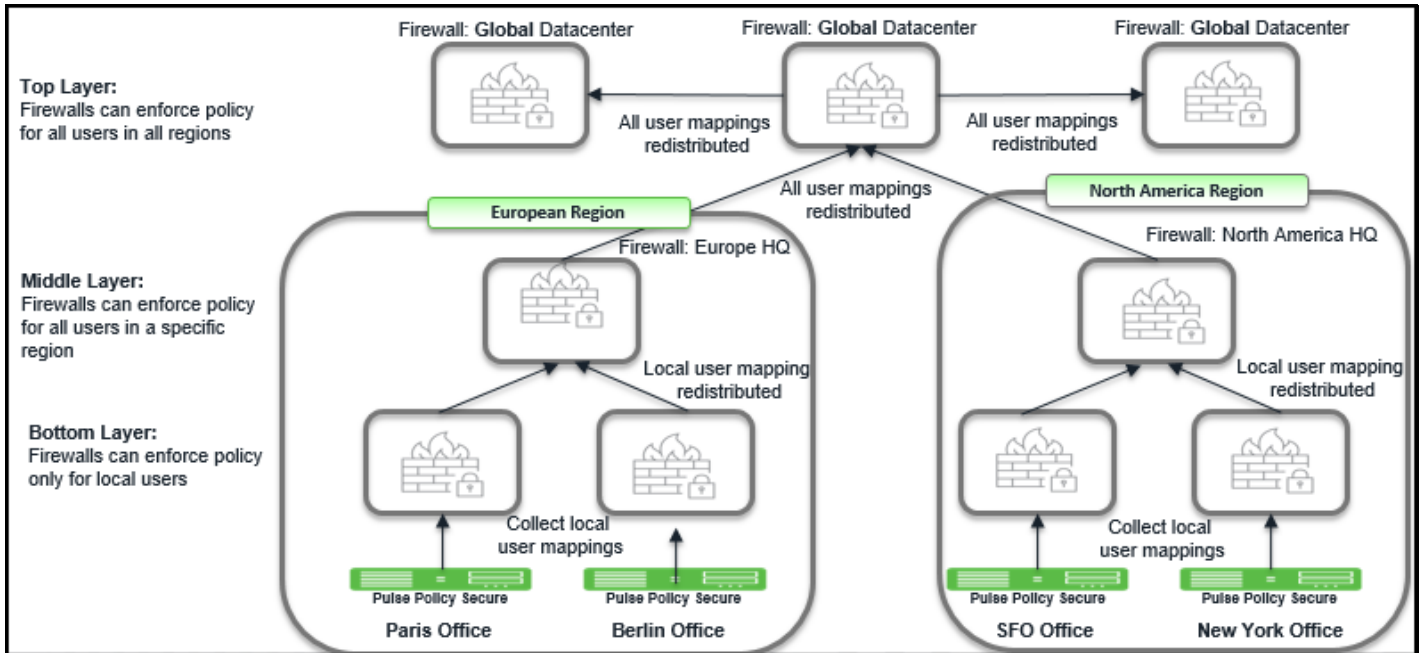 Firewall: Global Datacenter
Firewall: Global Datacenter
Firewall: Global Datacenter
Top Layer:
Firewalls can enforce policy
for all users in all regions
All user mappings
redistributed
All user mappings
redistributed
All user mappings
redistributed
European Region
North America Region
Firewall: Europe HQ
Firewall: North America HQ
Middle Layer:
Firewalls can enforce policy
for all users in a specific
region
Local user mapping
redistributed
Local user mapping
redistributed
Bottom Layer:
Firewalls can enforce policy
only for local users
Collect local
user mappings
Collect local
user mappings
Pulse Policy Secure
Pulse Policy Secure
Pulse Policy Secure
Pulse Policy Secure
Paris Office
Berlin Office
SFO Office
New York Office